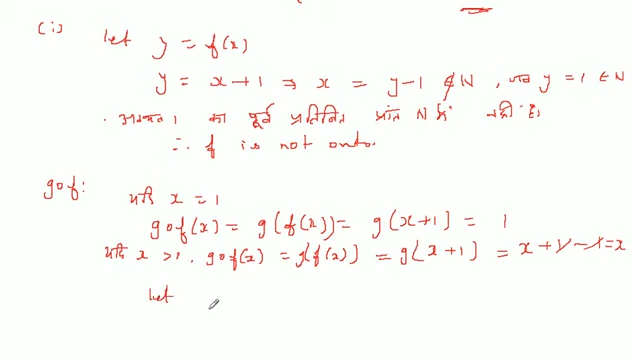 (i) let y = f(x)
y = x+1 ⇒ x = y-1 ∉ N, जब y = 1 ∈ N
अवयव 1 का पूर्व प्रतिबिंब प्रांत N में नहीं है।
∴ f is not onto.
gof:
यदि x = 1
gof(x) = g(f(x)) = g(x+1) = 1
यदि x>1. gof(x) = g(f(x)) = g(x+1) = x+1-1=x
let